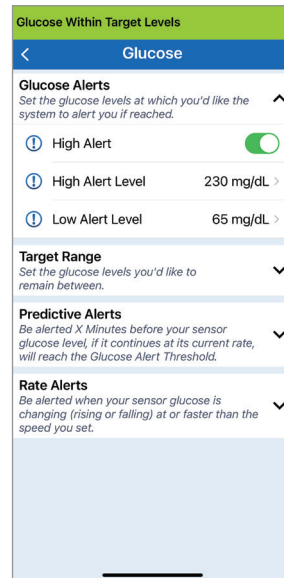 Glucose Within Target Levels
Glucose
Glucose Alerts
Set the glucose levels at which you'd like the
system to alert you if reached.
High Alert
High Alert Level 230 mg/dL
Low Alert Level 65 mg/dL
Target Range
Set the glucose levels you'd like to
remain between.
Predictive Alerts
Be alerted X Minutes before your sensor
glucose level, if it continues at its current rate,
will reach the Glucose Alert Threshold.
Rate Alerts
Be alerted when your sensor glucose is
changing (rising or falling) at or faster than the
speed you set.